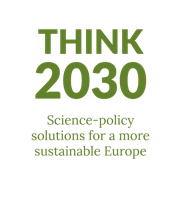 THINK
2030
Science-policy
solutions for a more
sustainable Europe